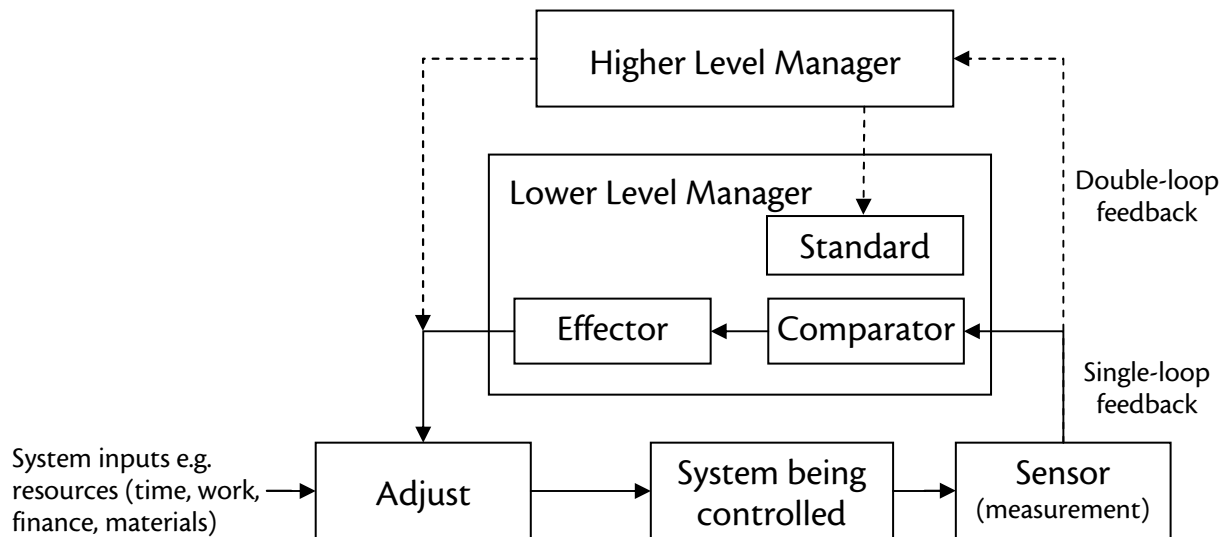 Higher Level Manager
Double-loop
feedback
Lower Level Manager
Standard
Effector
Comparator
Single-loop
feedback
System inputs e.g.
resources (time, work,
finance, materials)
Adjust
System being
controlled
Sensor
(measurement)